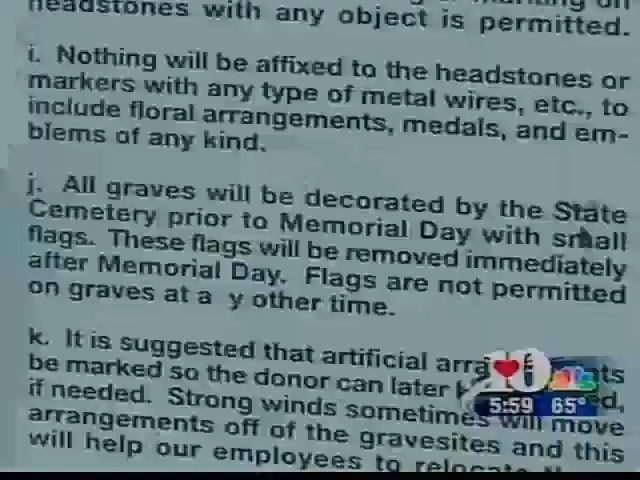 headstones with any object is permitted.
i. Nothing will be affixed to the headstones or
markers with any type of metal wires, etc., to
include floral arrangements, medals, and em-
blems of any kind.
j. All graves will be decorated by the State
Cemetery prior to Memorial Day with small
flags. These flags will be removed immediately
after Memorial Day. Flags are not permitted
on graves at a y other time.
k. It is suggested that artificial
be marked so the donor can later
if needed. Strong winds sometimes will move
arrangements off of the gravesites and this
will help our employees to relocate
10
5:59 65°